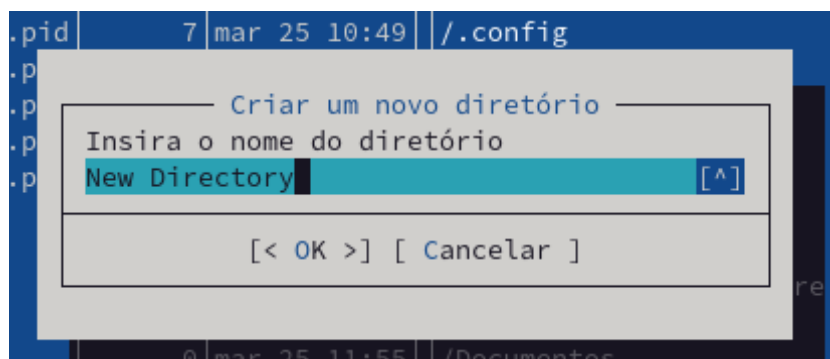 .pid 7 mar 25 10:49 /.config
.p
Criar um novo diretório
.p
Insira o nome do diretório
.p
New Directory [^]
.p
[< OK >] [ Cancelar ]
re
0 mar 25 11:55 /Documentos